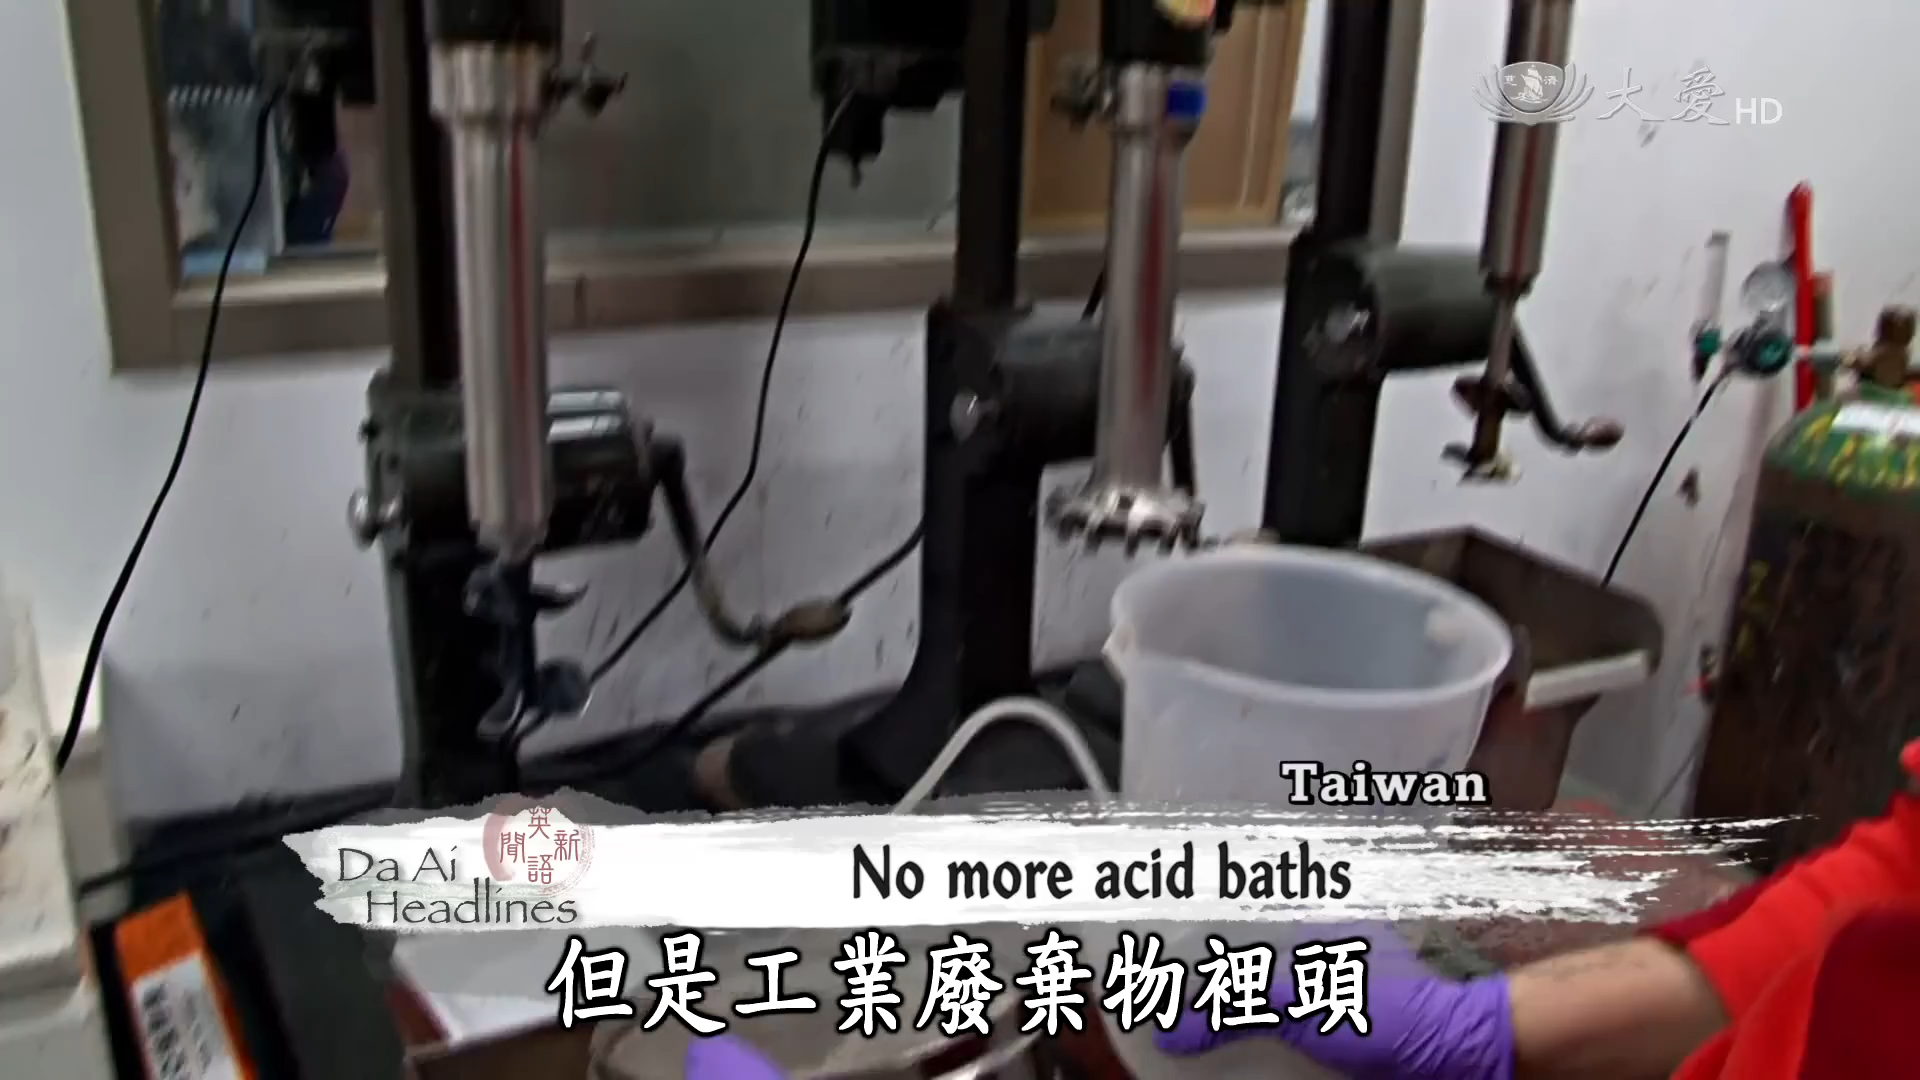 大愛HD
Taiwan
英語新聞
Da Ai
Headlines
No more acid baths
但是工業廢棄物裡頭